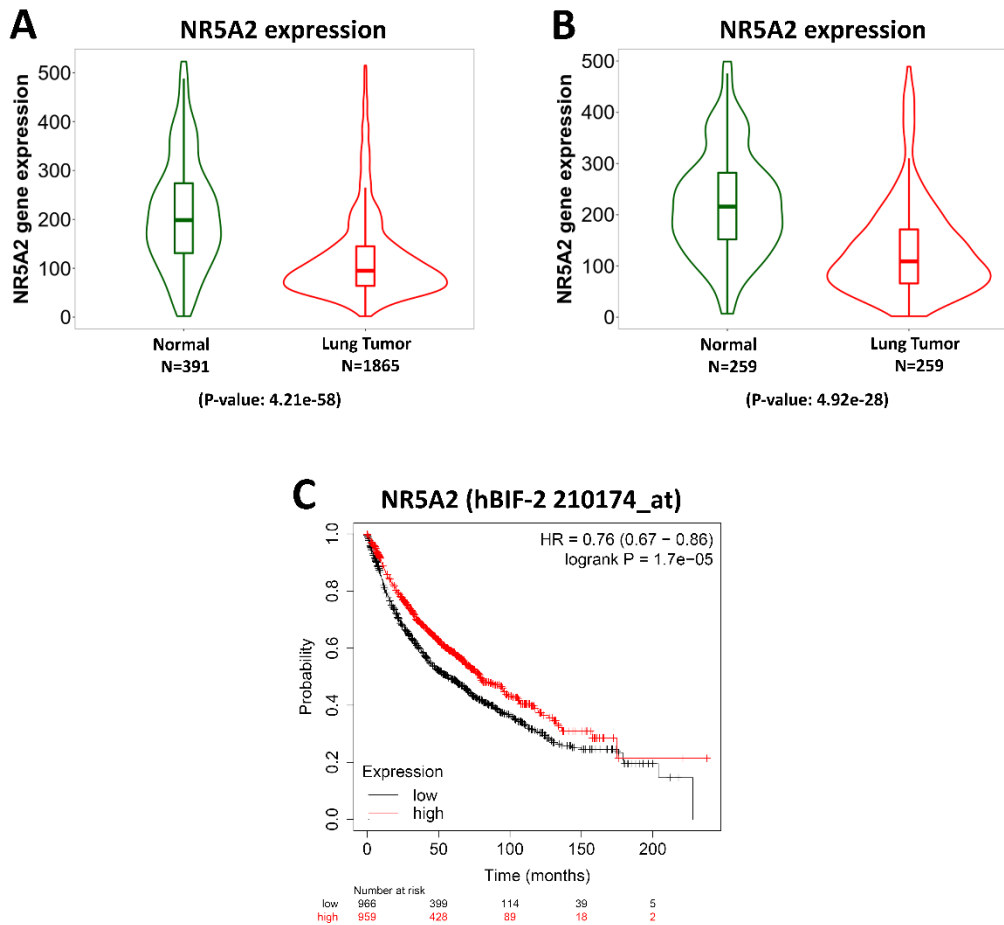 A
NR5A2 expression
NR5A2 gene expression
500
400
300
200
100
0
Normal
N=391
Lung Tumor
N=1865
(P-value: 4.21e-58)
B
NR5A2 expression
NR5A2 gene expression
500
400
300
200
100
0
Normal
N=259
Lung Tumor
N=259
(P-value: 4.92e-28)
C
NR5A2 (hBIF-2 210174_at)
HR = 0.76 (0.67 − 0.86)
logrank P = 1.7e−05
Probability
1.0
0.8
0.6
0.4
0.2
0.0
Expression
low
high
0 50 100 150 200
Time (months)
Number at risk
low 966 399 114 39 5
high 959 428 89 18 2